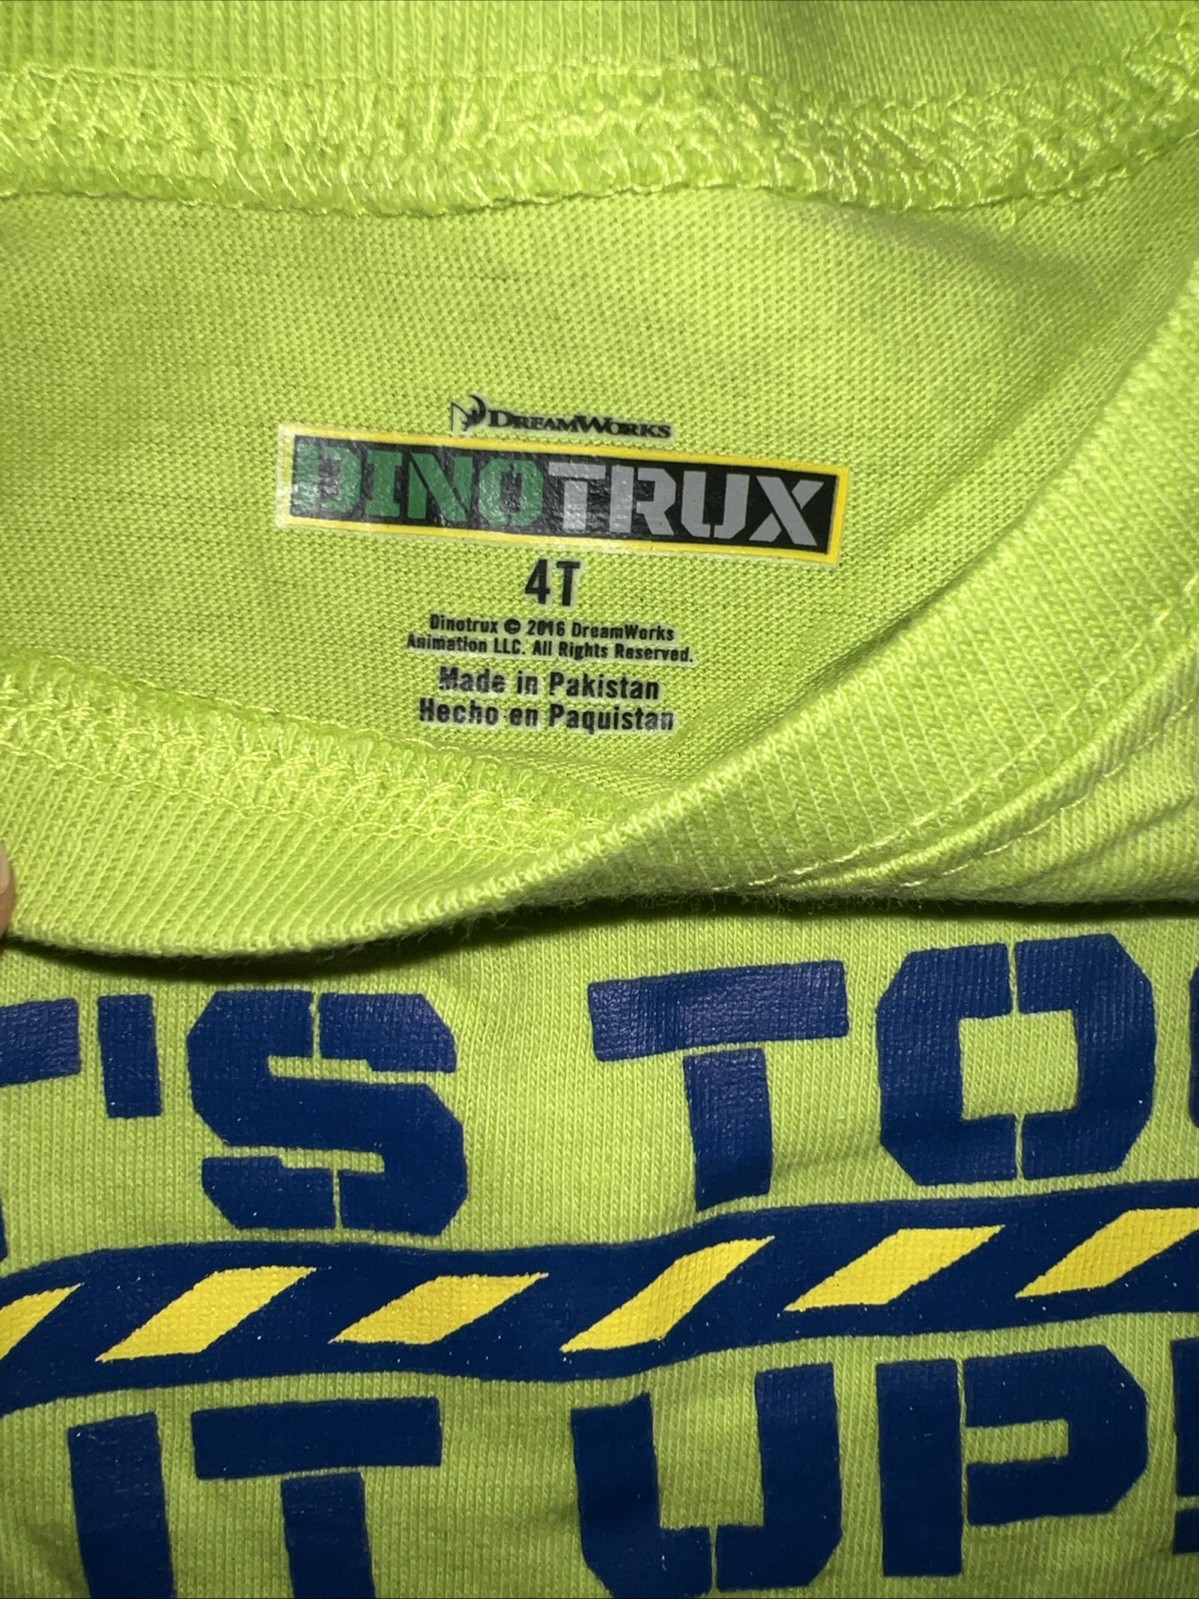 DREAMWORKS
DINOTRUX
4T
Dinotrux © 2016 DreamWorks
Animation LLC. All Rights Reserved.
Made in Pakistan
Hecho en Paquistan
T'S TO
IT UP!